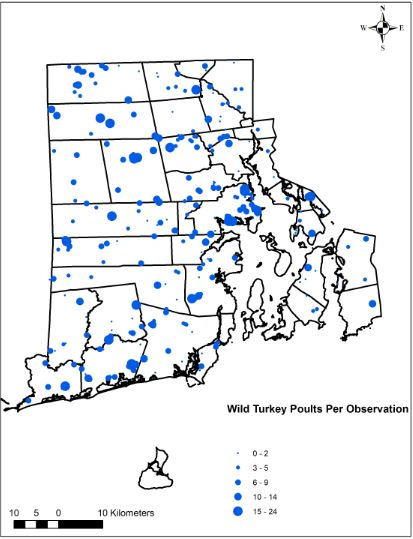 N
W E
S
Wild Turkey Poults Per Observation
0 - 2
3 - 5
6 - 9
10 - 14
15 - 24
10 5 0 10 Kilometers